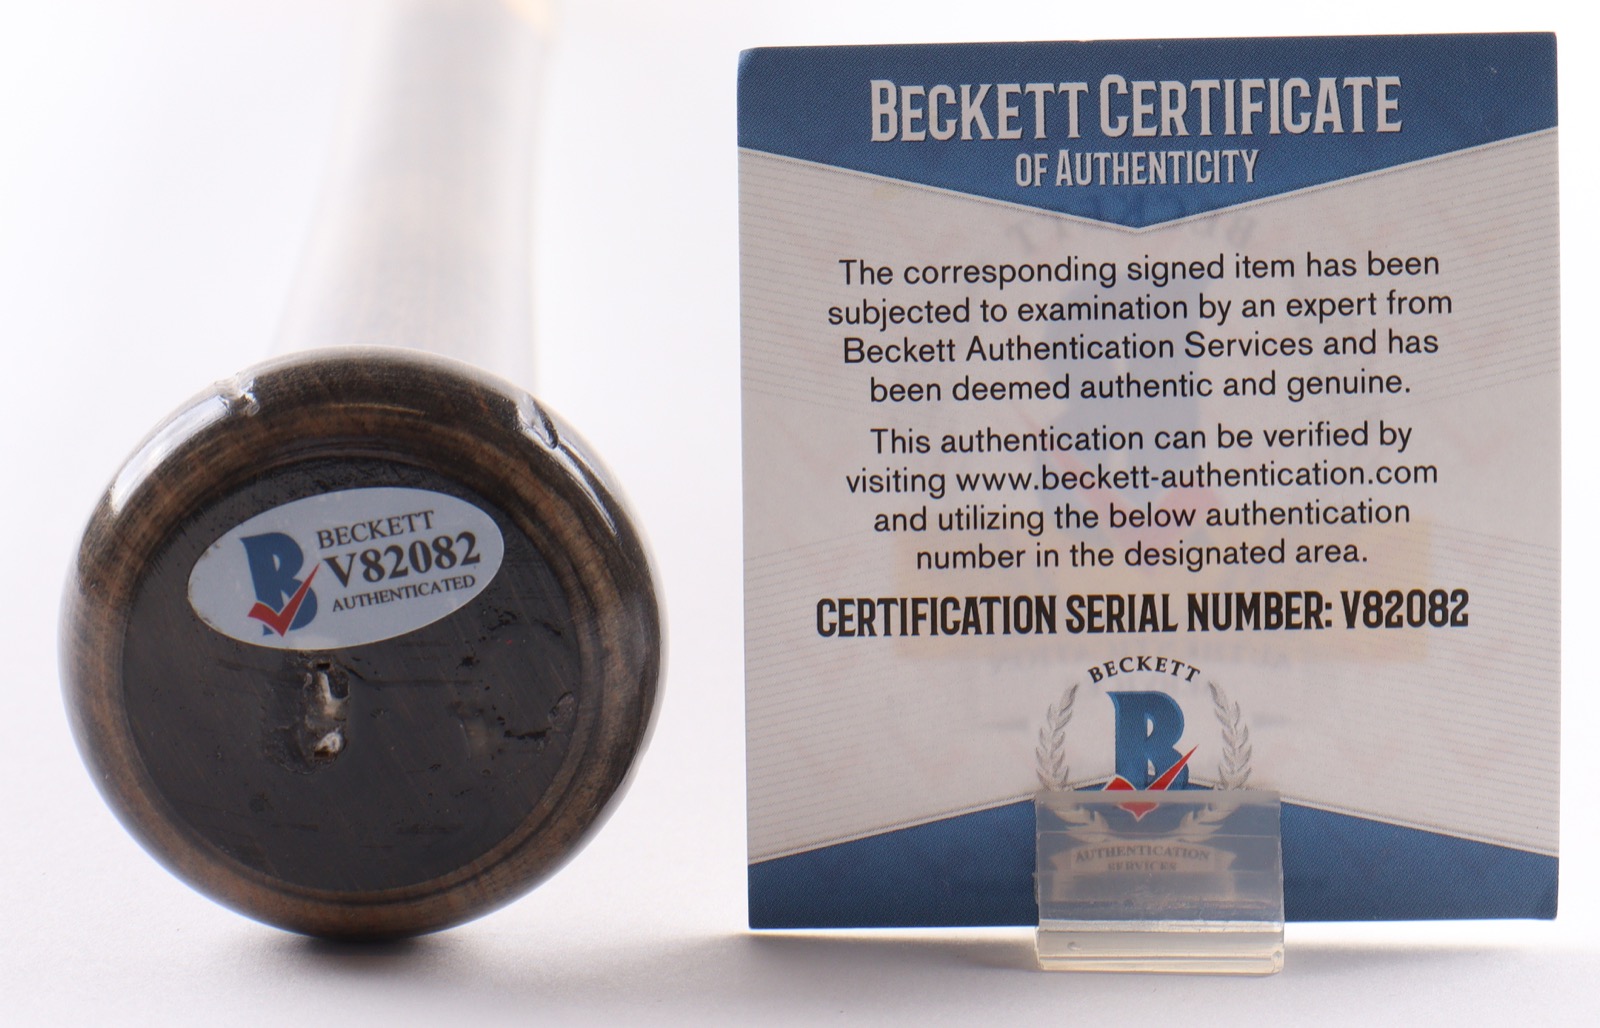 BECKETT
V82082
AUTHENTICATED
BECKETT CERTIFICATE
OF AUTHENTICITY
The corresponding signed item has been
subjected to examination by an expert from
Beckett Authentication Services and has
been deemed authentic and genuine.
This authentication can be verified by
visiting www.beckett-authentication.com
and utilizing the below authentication
number in the designated area.
CERTIFICATION SERIAL NUMBER: V82082
BECKETT
B
AUTHENTICATION
SERVICES